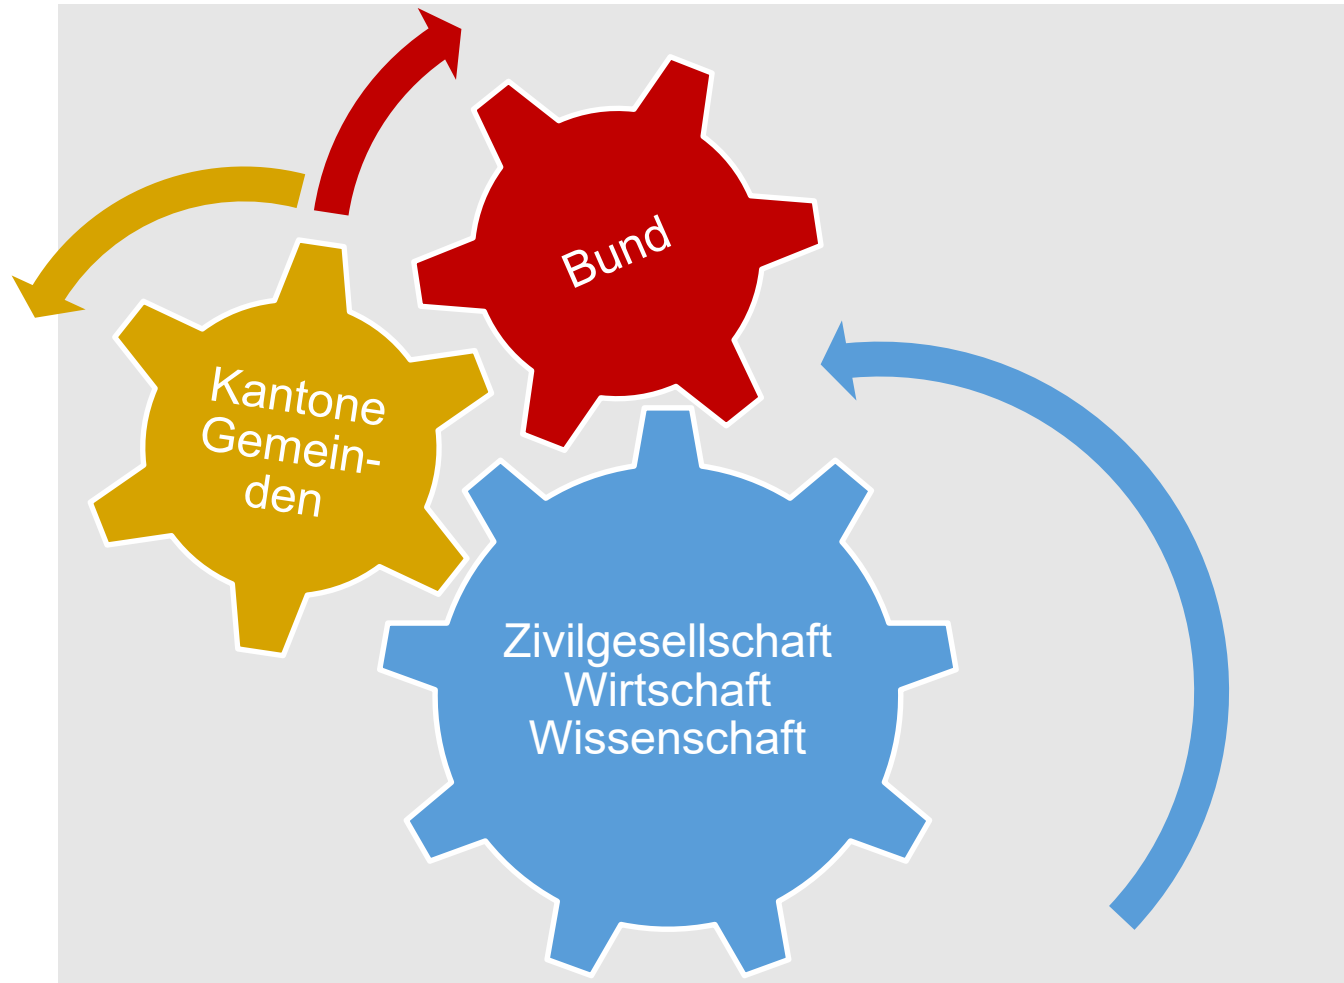 Bund
Kantone
Gemein-
den
Zivilgesellschaft
Wirtschaft
Wissenschaft